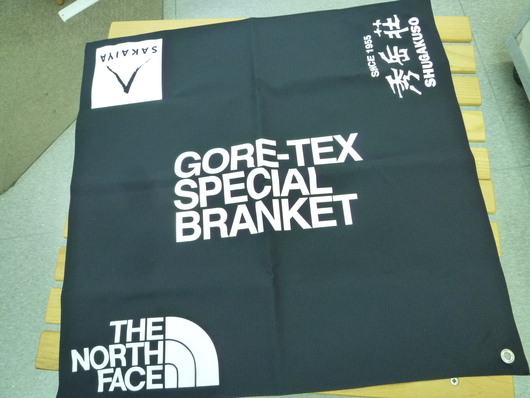 SAKAIYA
SINCE 1955
秀岳荘
SHUGAKUSO
GORE-TEX
SPECIAL
BRANKET
THE
NORTH
FACE